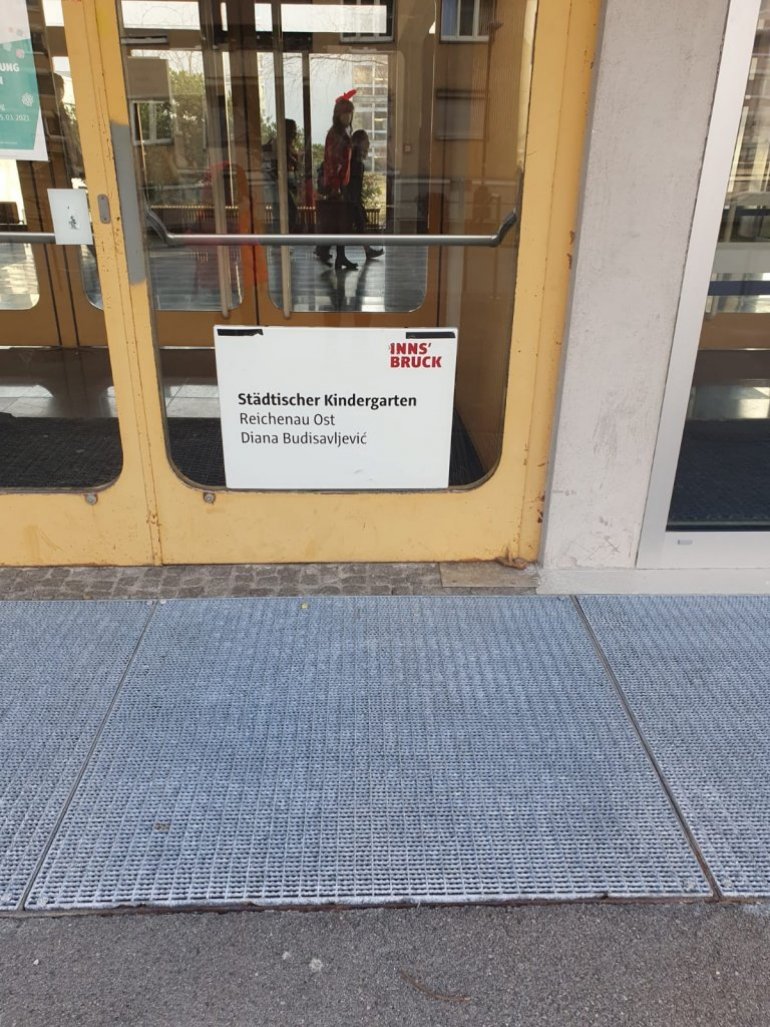 INNS'
BRUCK
Städtischer Kindergarten
Reichenau Ost
Diana Budisavljević